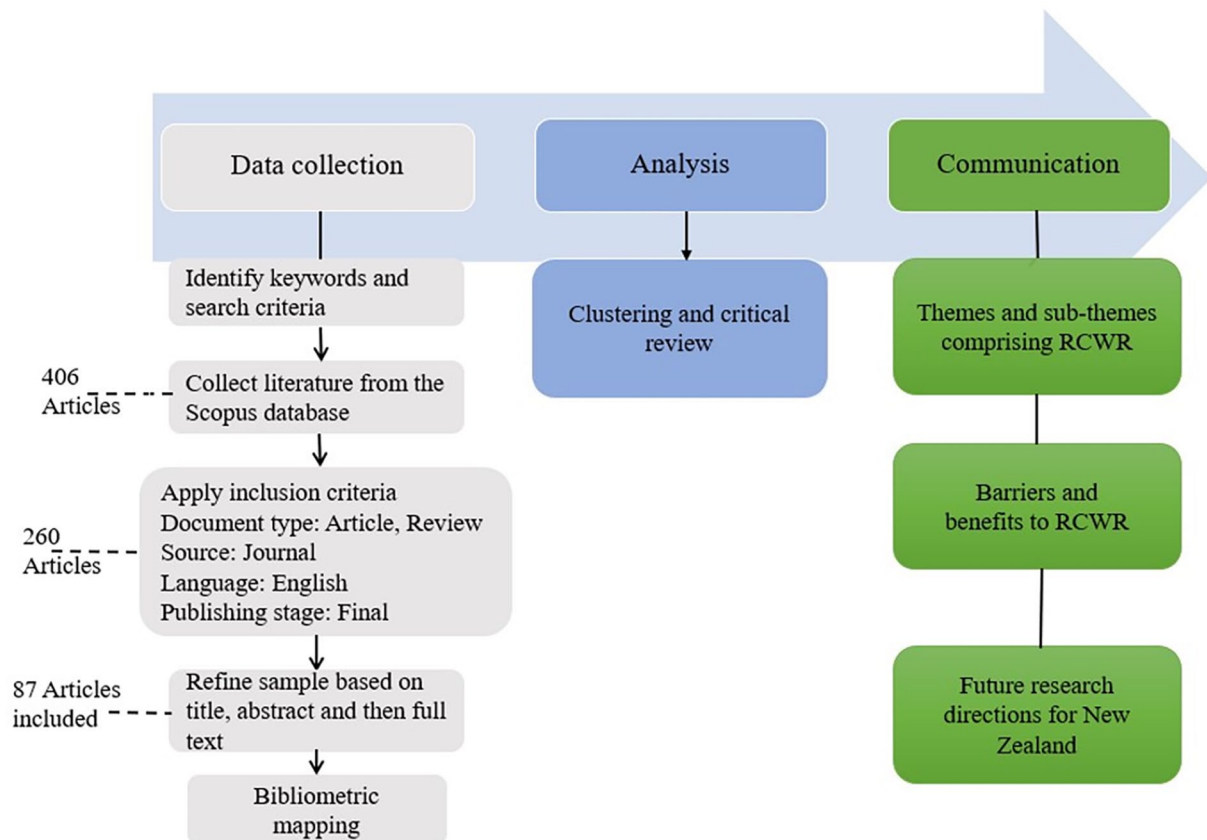 Data collection
Identify keywords and
search criteria
406
Articles
Collect literature from the
Scopus database
260
Articles
Apply inclusion criteria
Document type: Article, Review
Source: Journal
Language: English
Publishing stage: Final
87 Articles
included
Refine sample based on
title, abstract and then full
text
Bibliometric
mapping
Analysis
Clustering and critical
review
Communication
Themes and sub-themes
comprising RCWR
Barriers and
benefits to RCWR
Future research
directions for New
Zealand